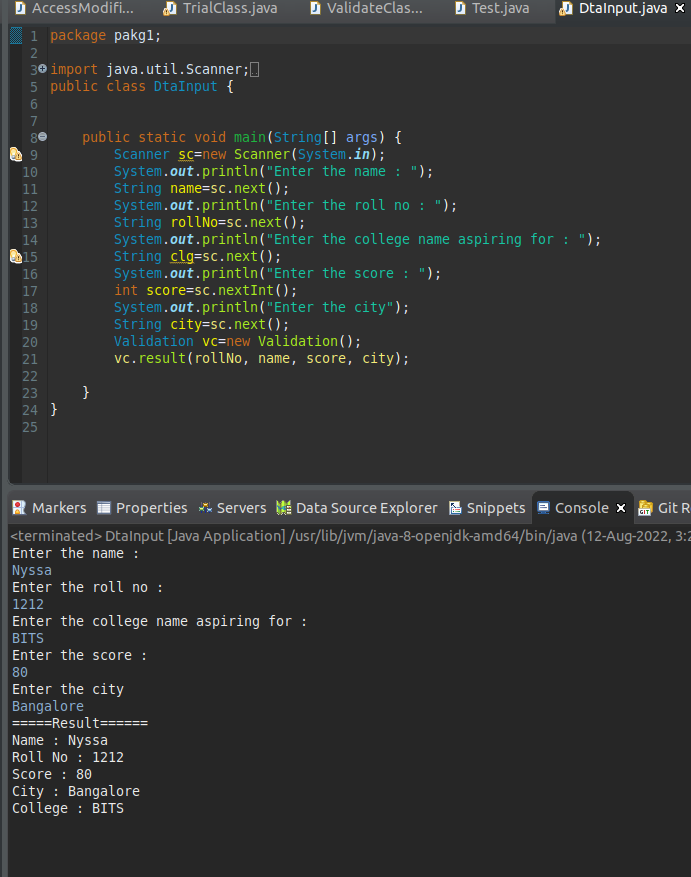 AccessModifi... TrialClass.java ValidateClas... Test.java DtaInput.java
1 package pakg1;
2
3 import java.util.Scanner;
5 public class DtaInput {
6
7
8 public static void main(String[] args) {
9 Scanner sc=new Scanner(System.in);
10 System.out.println("Enter the name : ");
11 String name=sc.next();
12 System.out.println("Enter the roll no : ");
13 String rollNo=sc.next();
14 System.out.println("Enter the college name aspiring for : ");
15 String clg=sc.next();
16 System.out.println("Enter the score : ");
17 int score=sc.nextInt();
18 System.out.println("Enter the city");
19 String city=sc.next();
20 Validation vc=new Validation();
21 vc.result(rollNo, name, score, city);
22
23 }
24 }
25
Markers Properties Servers Data Source Explorer Snippets Console Git R
<terminated> DtaInput [Java Application] /usr/lib/jvm/java-8-openjdk-amd64/bin/java (12-Aug-2022, 3:2
Enter the name :
Nyssa
Enter the roll no :
1212
Enter the college name aspiring for :
BITS
Enter the score :
80
Enter the city
Bangalore
=====Result======
Name : Nyssa
Roll No : 1212
Score : 80
City : Bangalore
College : BITS